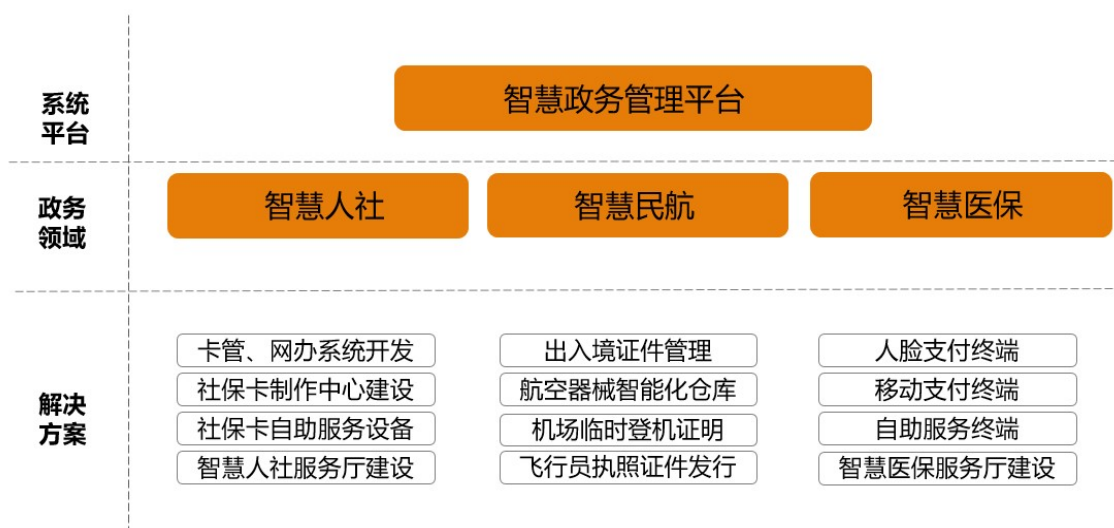 系统
平台
智慧政务管理平台
政务
领域
智慧人社
智慧民航
智慧医保
解决
方案
卡管、网办系统开发
社保卡制作中心建设
社保卡自助服务设备
智慧人社服务厅建设
出入境证件管理
航空器械智能化仓库
机场临时登机证明
飞行员执照证件发行
人脸支付终端
移动支付终端
自助服务终端
智慧医保服务厅建设